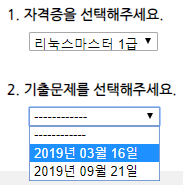 1. 자격증을 선택해주세요.
리눅스마스터 1급
2. 기출문제를 선택해주세요.
------------
------------
2019년 03월 16일
2019년 09월 21일